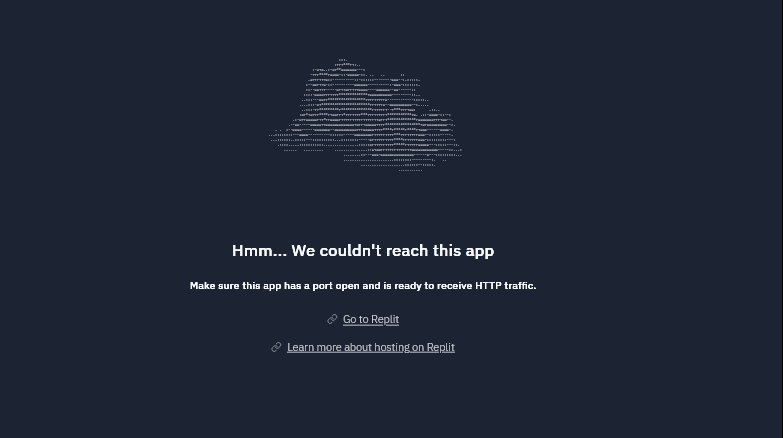 Hmm... We couldn't reach this app
Make sure this app has a port open and is ready to receive HTTP traffic.
Go to Replit
Learn more about hosting on Replit